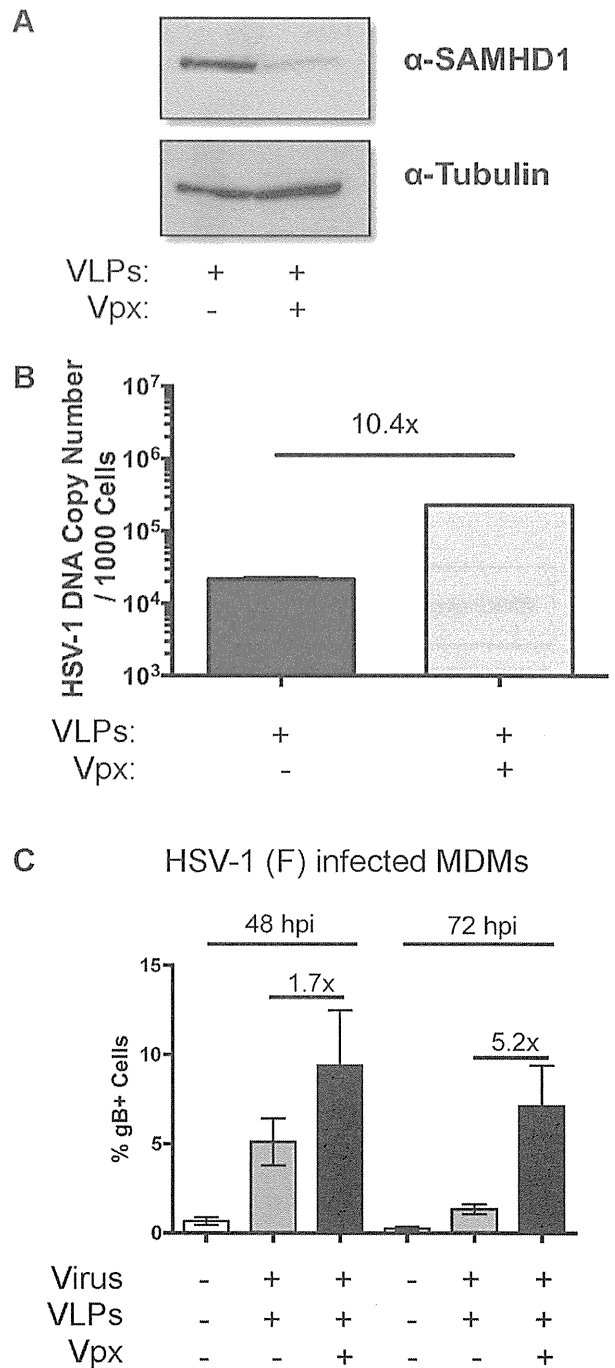 A
α-SAMHD1
α-Tubulin
VLPs: + +
Vpx: - +
B
HSV-1 DNA Copy Number
/ 1000 Cells
10⁷
10⁶
10⁵
10⁴
10³
10.4x
VLPs: + +
Vpx: - +
C
HSV-1 (F) infected MDMs
48 hpi 72 hpi
1.7x
5.2x
% gB+ Cells
15
10
5
0
Virus - + + - + +
VLPs - + + - + +
Vpx - - + - - +